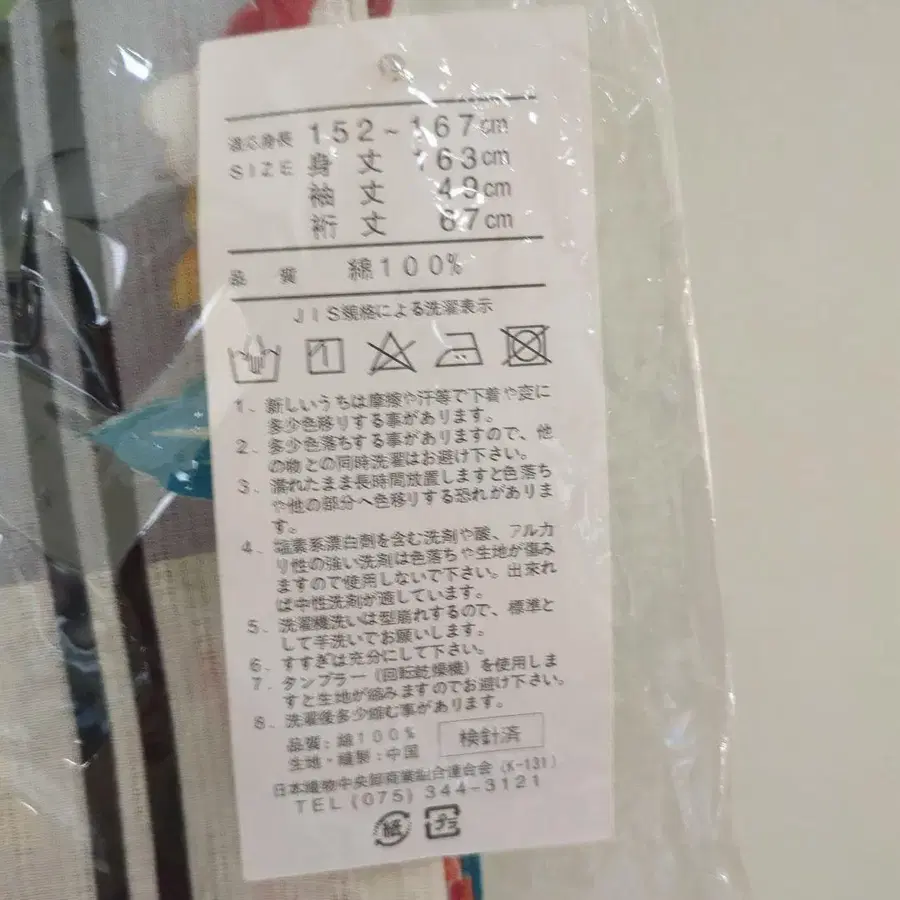 適応身長 152~167cm
SIZE 身丈 163cm
袖丈 49cm
裄丈 67cm
品質 綿100%
JIS規格による洗濯表示
1、新しいうちは摩擦や汗等で下着や皮に
多少色移りする事があります。
2、多少色落ちする事がありますので、他
の物との同時洗濯はお避け下さい。
3、濡れたまま長時間放置しますと色落ち
や他の部分へ色移りする恐れがありま
す。
4、塩素系漂白剤を含む洗剤や酸、アルカ
リ性の強い洗剤は色落ちや生地が傷み
ますので使用しないで下さい。出来れ
ば中性洗剤が適しています。
5、洗濯機洗いは型崩れするので、標準と
して手洗いでお願いします。
6、すすぎは充分にして下さい。
7、タンブラー(回転乾燥機)を使用しま
すと生地が縮みますのでお避け下さい。
8、洗濯後多少縮む事があります。
品質:綿100%
生地・縫製:中国
検針済
日本織物中央卸商業組合連合会(K-131)
TEL(075)344-3121
紙 プラ